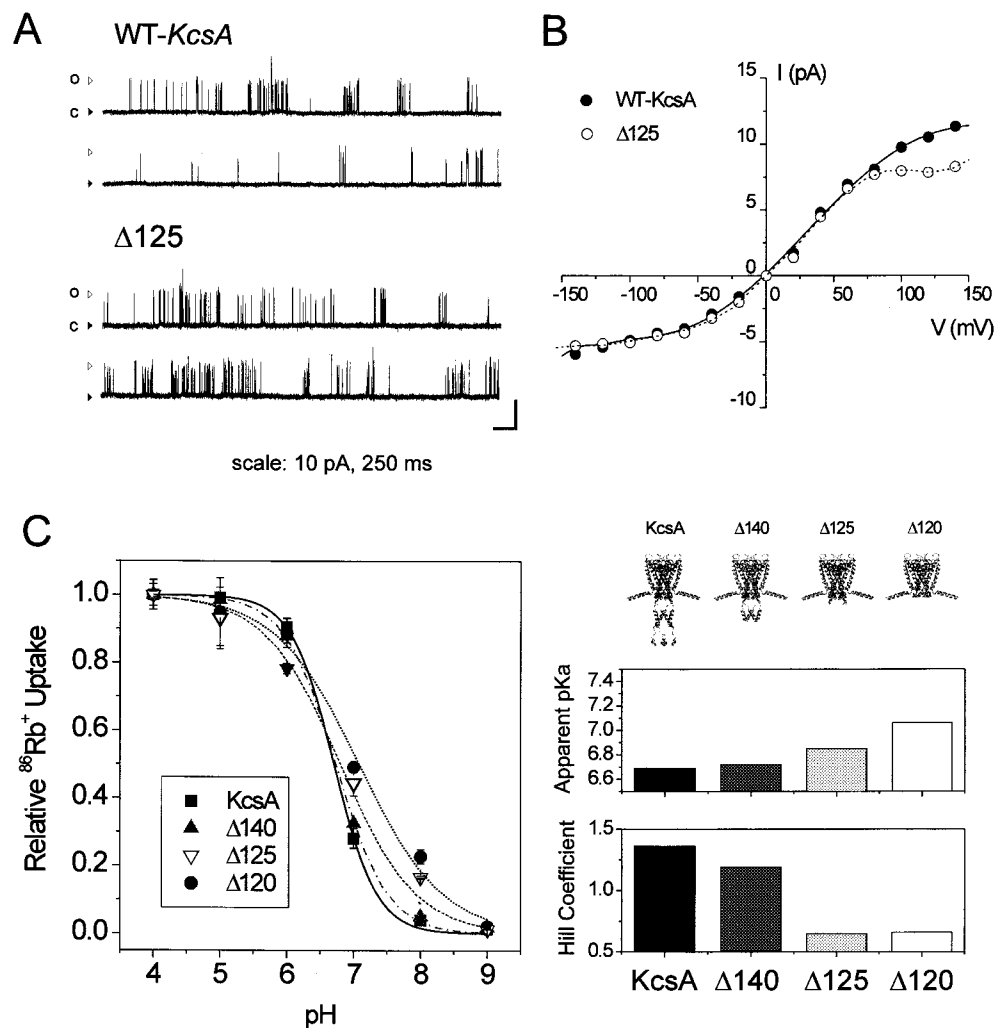 A
WT-KcsA
o
c
Δ125
o
c
scale: 10 pA, 250 ms
B
I (pA)
WT-KcsA
Δ125
15
10
5
0
-5
-10
-150 -100 -50 0 50 100 150
V (mV)
C
Relative ⁸⁶Rb⁺ Uptake
1.0
0.8
0.6
0.4
0.2
0.0
KcsA
Δ140
Δ125
Δ120
4 5 6 7 8 9
pH
KcsA Δ140 Δ125 Δ120
Apparent pKa
7.4
7.0
6.8
6.6
Hill Coefficient
1.5
1.0
0.5
KcsA Δ140 Δ125 Δ120